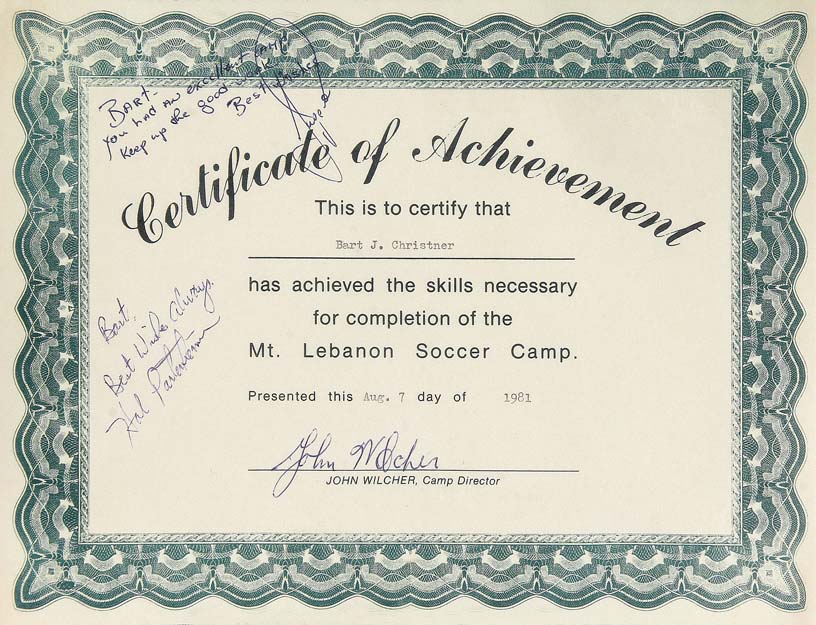 BART-
you had an excellent camp
Keep up the good work
Best
Certificate of Achievement
This is to certify that
Bart J. Christner
has achieved the skills necessary
for completion of the
Mt. Lebanon Soccer Camp.
Presented this Aug. 7 day of 1981
John Wilcher
JOHN WILCHER, Camp Director
Bart.
Best Wishes Always.
Hal